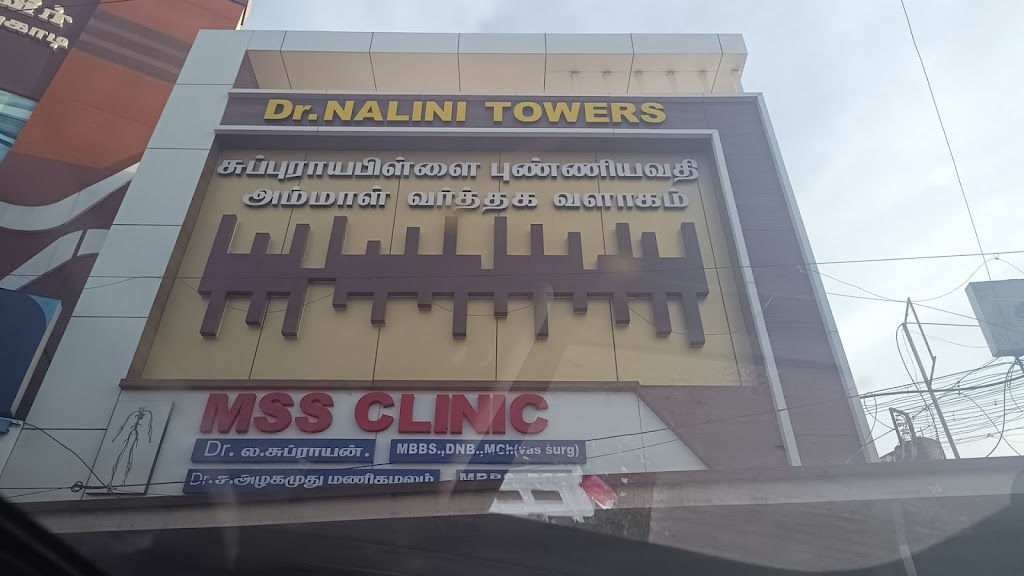 Dr.NALINI TOWERS
சுப்புராயபிள்ளை புண்ணியவதி
அம்மாள் வர்த்தக வளாகம்
MSS CLINIC
Dr. ல.சுப்ராயன். MBBS.,DNB.,MCh(vas surg)
Dr.ச.அழகமுது மணிகமலம்